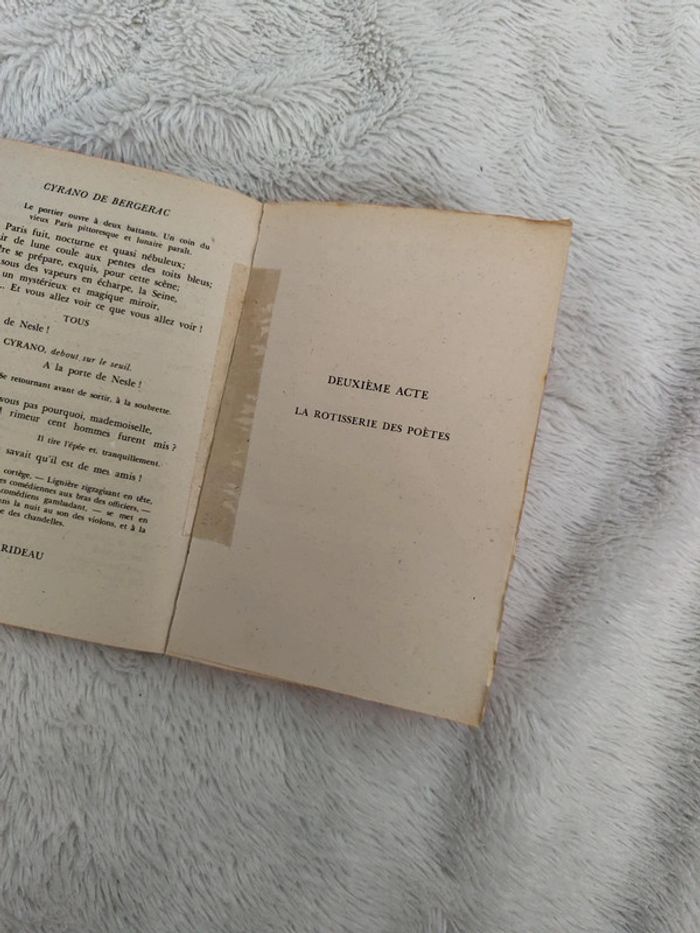 CYRANO DE BERGERAC
Le portier ouvre à deux battants. Un coin du
vieux Paris pittoresque et lunaire paraît.
Paris fuit, nocturne et quasi nébuleux;
ir de lune coule aux pentes des toits bleus;
re se prépare, exquis, pour cette scène;
sous des vapeurs en écharpe, la Seine,
un mystérieux et magique miroir,
... Et vous allez voir ce que vous allez voir !
TOUS
de Nesle !
CYRANO, debout sur le seuil.
A la porte de Nesle !
Se retournant avant de sortir, à la soubrette.
vous pas pourquoi, mademoiselle,
l rimeur cent hommes furent mis ?
Il tire l'épée et, tranquillement.
savait qu'il est de mes amis !
cortège, — Lignière zigzaguant en tête,
es comédiennes aux bras des officiers, —
comédiens gambadant, — se met en
ans la nuit au son des violons, et à la
e des chandelles.
RIDEAU
DEUXIÈME ACTE
LA ROTISSERIE DES POÈTES